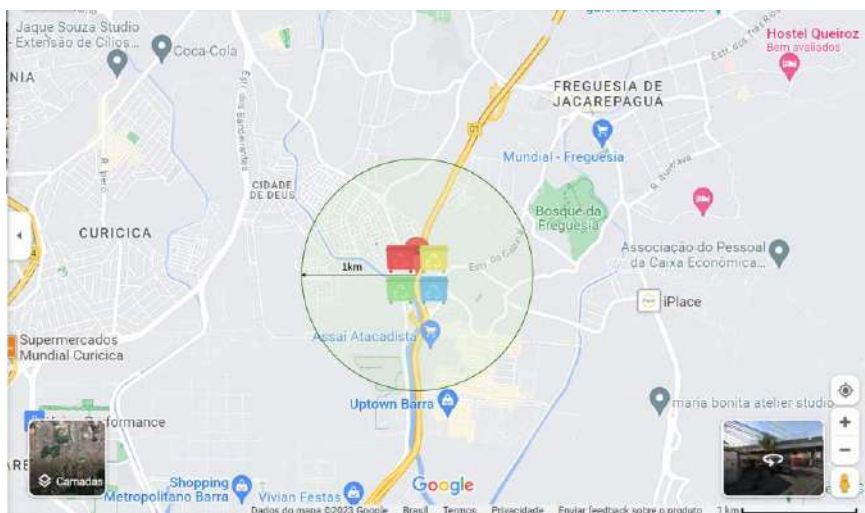 Jaque Souza Studio
- Extensão de Cílios...
Coca-Cola
Hostel Queiroz
Bem avaliados
FREGUESIA DE
JACAREPAGUÁ
Mundial - Freguesia
Estr. dos Bandeirantes
CIDADE
DE DEUS
CURICICA
Bosque da
Freguesia
1km
Associação do Pessoal
da Caixa Econômica...
iPlace
Assaí Atacadista
Supermercados
Mundial Curicica
Uptown Barra
maria bonita atelier studio
Camadas
Shopping
Metropolitano Barra
Vivian Festas
Google
Dados do mapa ©2023 Google Brasil Termos Privacidade Enviar feedback sobre o produto 1 km